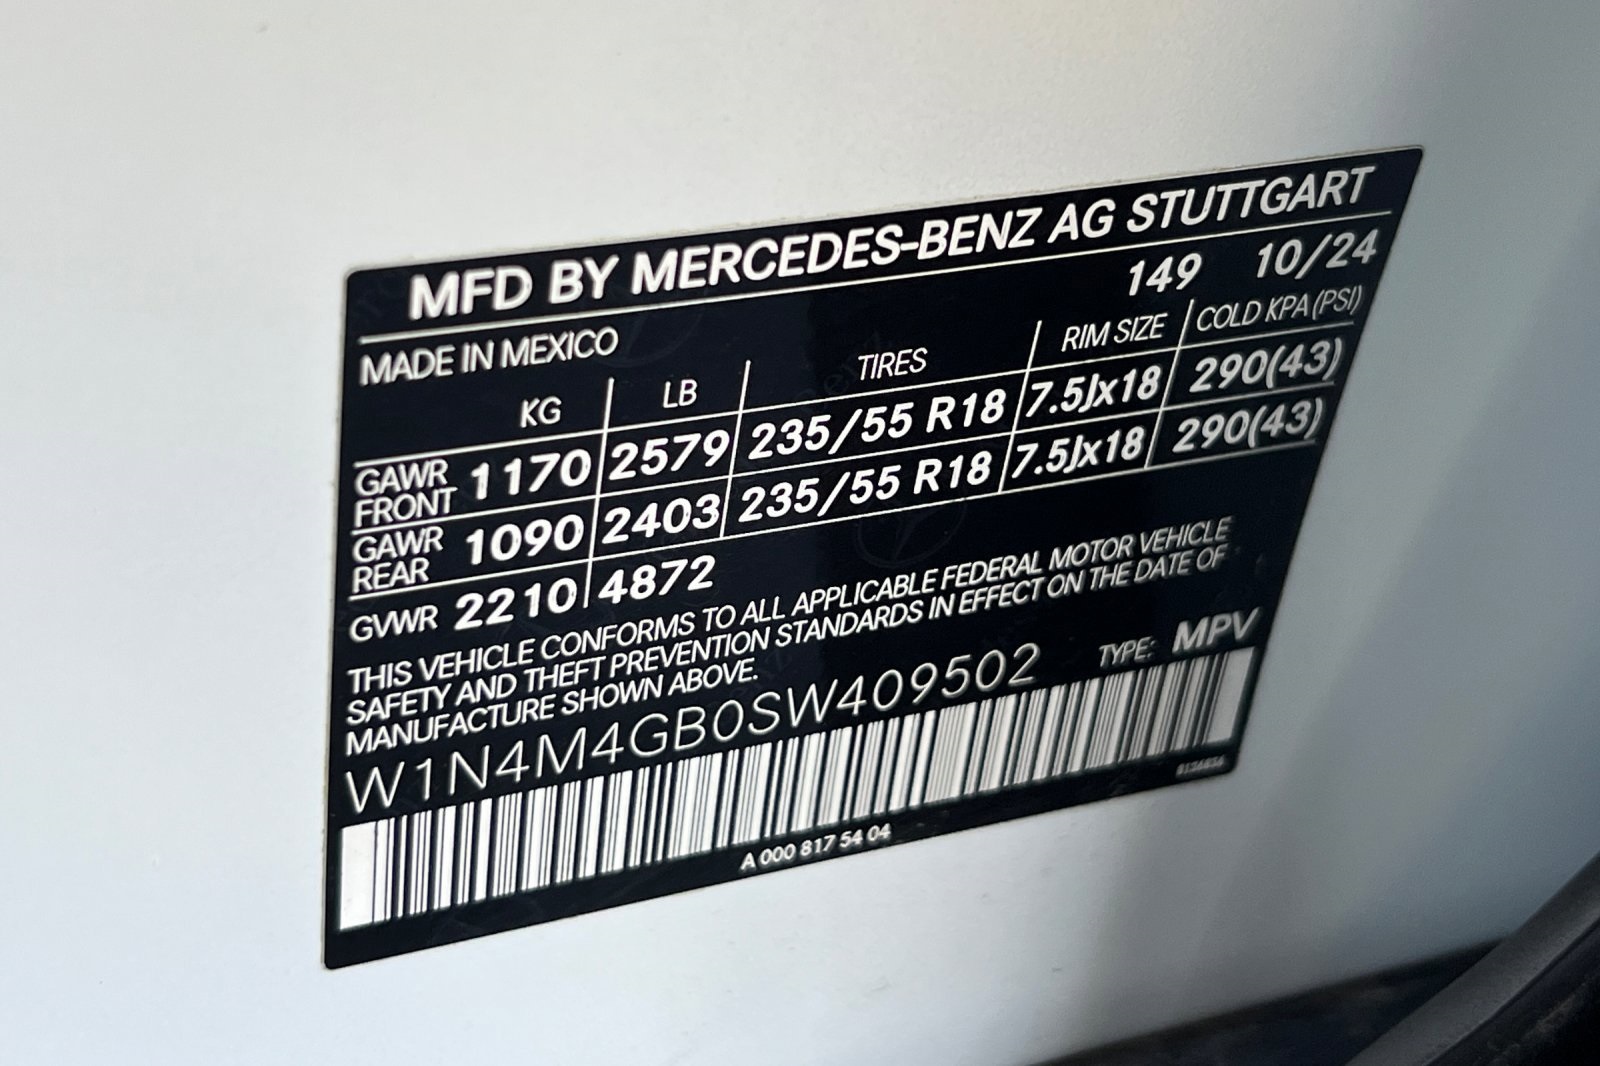 MFD BY MERCEDES-BENZ AG STUTTGART
149 10/24
MADE IN MEXICO
KG LB TIRES RIM SIZE COLD KPA (PSI)
GAWR FRONT 1170 2579 235/55 R18 7.5Jx18 290(43)
GAWR REAR 1090 2403 235/55 R18 7.5Jx18 290(43)
GVWR 2210 4872
THIS VEHICLE CONFORMS TO ALL APPLICABLE FEDERAL MOTOR VEHICLE
SAFETY AND THEFT PREVENTION STANDARDS IN EFFECT ON THE DATE OF
MANUFACTURE SHOWN ABOVE.
W1N4M4GB0SW409502 TYPE: MPV
A 000 817 54 04